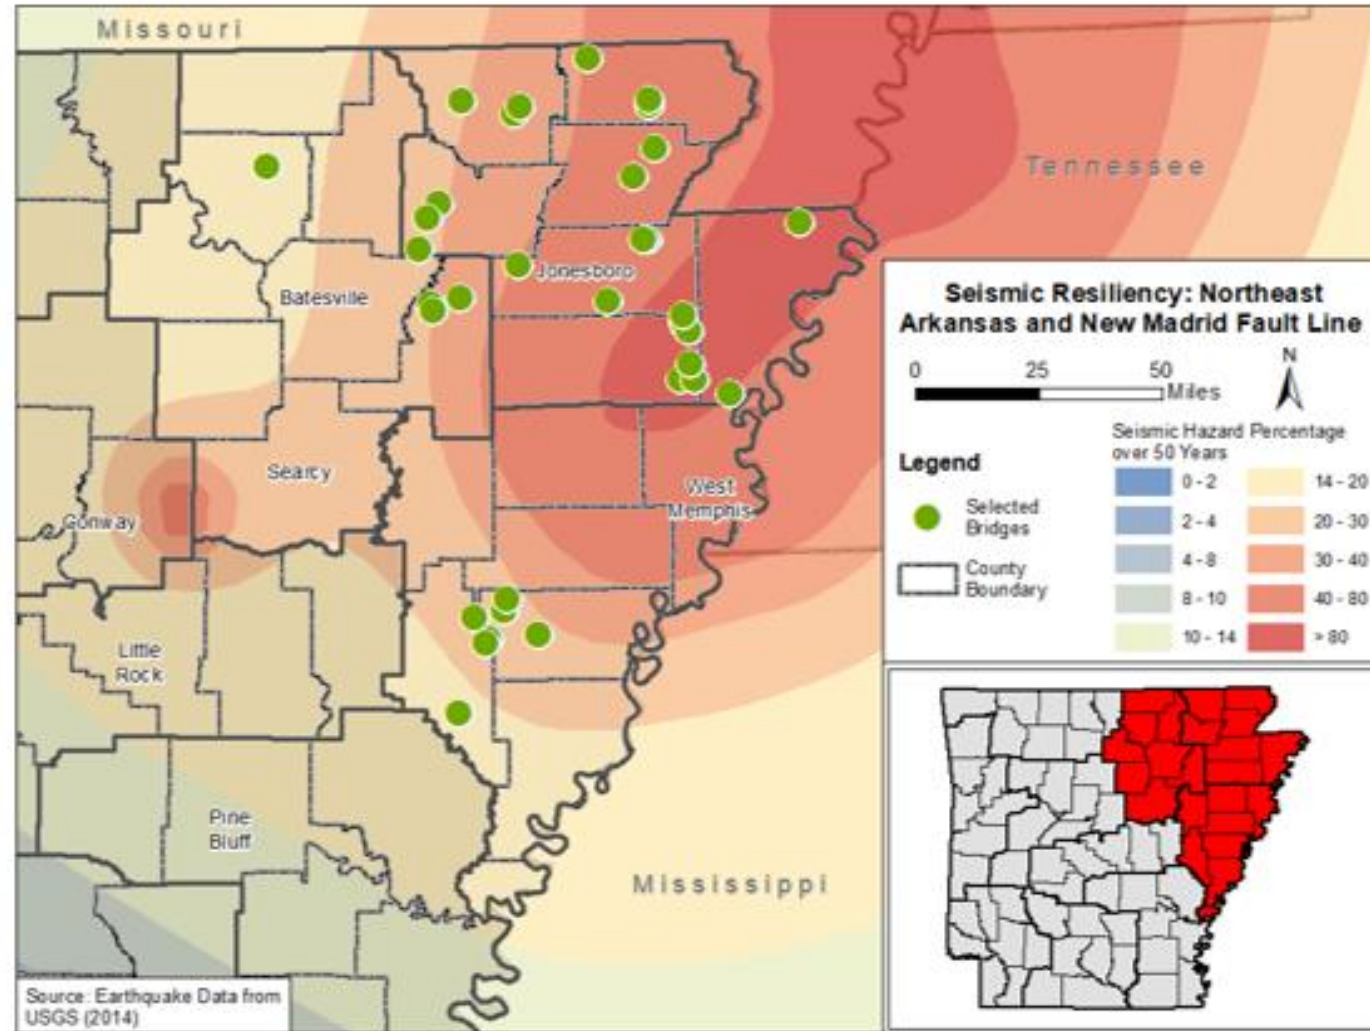 Missouri
Tennessee
Jonesboro
Batesville
Searcy
West
Memphis
Conway
Little
Rock
Pine
Bluff
Mississippi
Source: Earthquake Data from
USGS (2014)
Seismic Resiliency: Northeast
Arkansas and New Madrid Fault Line
0 25 50
Miles
N
Legend
Selected
Bridges
County
Boundary
Seismic Hazard Percentage
over 50 Years
0 - 2 14 - 20
2 - 4 20 - 30
4 - 8 30 - 40
8 - 10 40 - 80
10 - 14 > 80